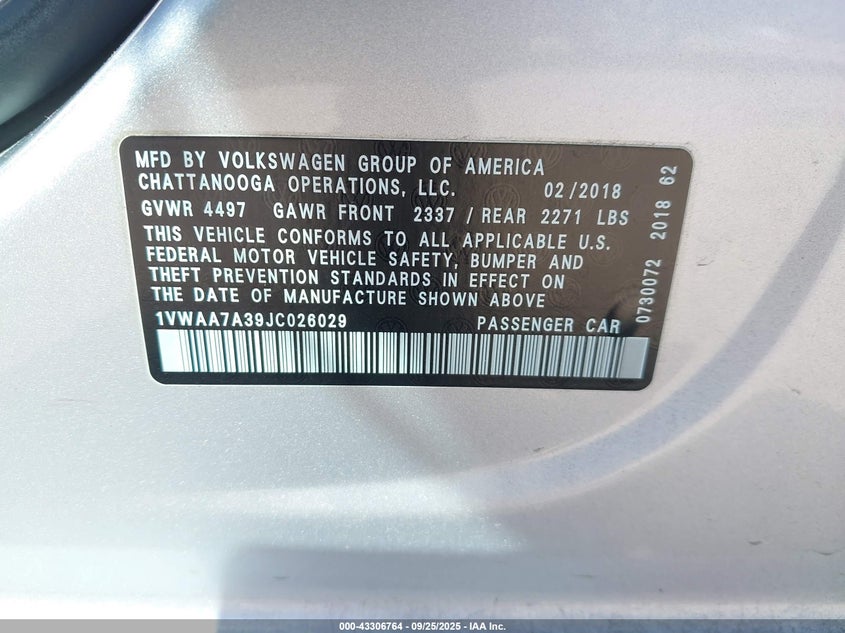 MFD BY VOLKSWAGEN GROUP OF AMERICA
CHATTANOOGA OPERATIONS, LLC. 02/2018
GVWR 4497 GAWR FRONT 2337 / REAR 2271 LBS
THIS VEHICLE CONFORMS TO ALL APPLICABLE U.S.
FEDERAL MOTOR VEHICLE SAFETY, BUMPER AND
THEFT PREVENTION STANDARDS IN EFFECT ON
THE DATE OF MANUFACTURE SHOWN ABOVE
1VWAA7A39JC026029 PASSENGER CAR
0730072 2018 62
000-43306764 - 09/25/2025 - IAA Inc.